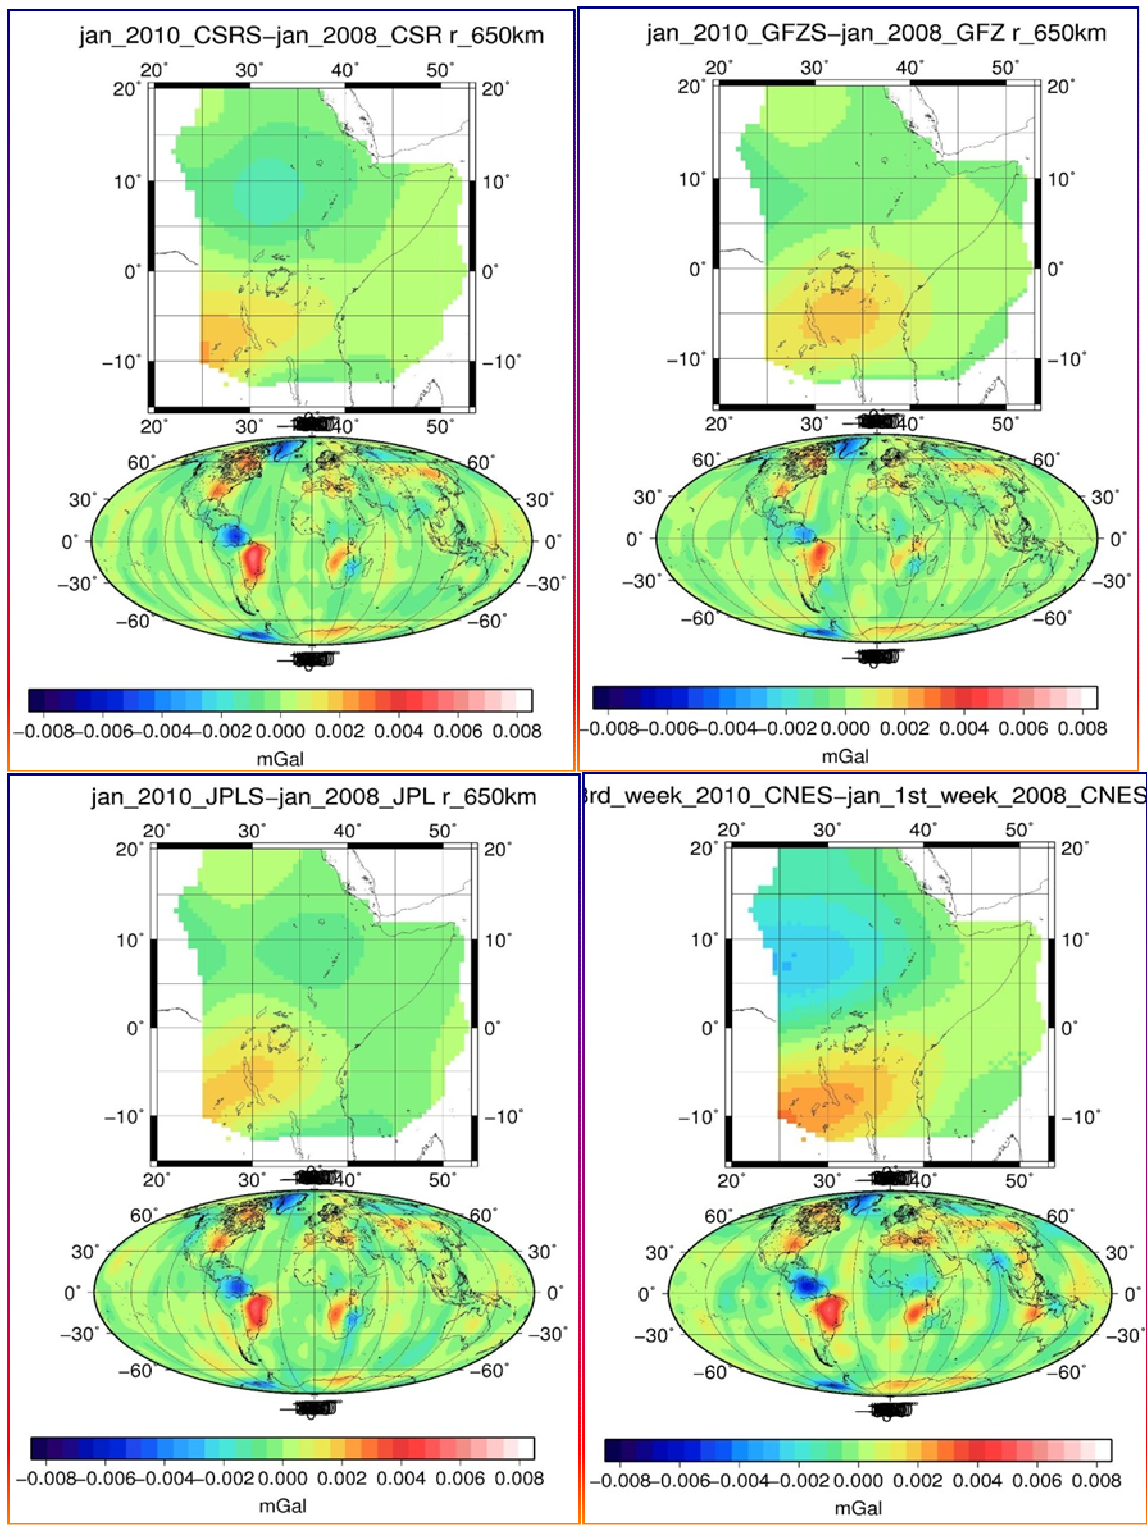 jan_2010_CSRS−jan_2008_CSR r_650km
20˚ 30˚ 40˚ 50˚
20˚ 20˚
10˚ 10˚
0˚ 0˚
−10˚ −10˚
20˚ 30˚ 40˚ 50˚
60˚ 60˚
30˚ 30˚
0˚ 0˚
−30˚ −30˚
−60˚ −60˚
−0.008 −0.006 −0.004 −0.002 0.000 0.002 0.004 0.006 0.008
mGal
jan_2010_GFZS−jan_2008_GFZ r_650km
20˚ 30˚ 40˚ 50˚
20˚ 20˚
10˚ 10˚
0˚ 0˚
−10˚ −10˚
20˚ 30˚ 40˚ 50˚
60˚ 60˚
30˚ 30˚
0˚ 0˚
−30˚ −30˚
−60˚ −60˚
−0.008 −0.006 −0.004 −0.002 0.000 0.002 0.004 0.006 0.008
mGal
jan_2010_JPLS−jan_2008_JPL r_650km
20˚ 30˚ 40˚ 50˚
20˚ 20˚
10˚ 10˚
0˚ 0˚
−10˚ −10˚
20˚ 30˚ 40˚ 50˚
60˚ 60˚
30˚ 30˚
0˚ 0˚
−30˚ −30˚
−60˚ −60˚
−0.008 −0.006 −0.004 −0.002 0.000 0.002 0.004 0.006 0.008
mGal
3rd_week_2010_CNES−jan_1st_week_2008_CNES
20˚ 30˚ 40˚ 50˚
20˚ 20˚
10˚ 10˚
0˚ 0˚
−10˚ −10˚
20˚ 30˚ 40˚ 50˚
60˚ 60˚
30˚ 30˚
0˚ 0˚
−30˚ −30˚
−60˚ −60˚
−0.008 −0.006 −0.004 −0.002 0.000 0.002 0.004 0.006 0.008
mGal